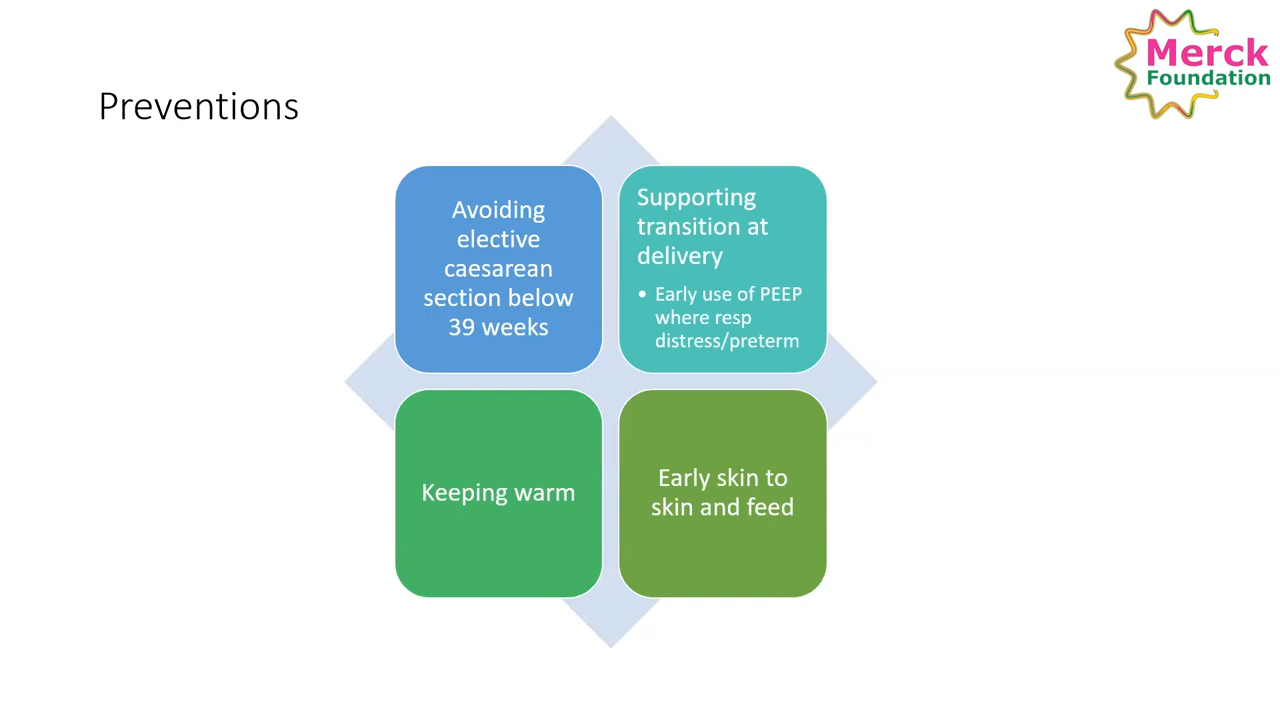 Merck
Foundation
Preventions
Avoiding
elective
caesarean
section below
39 weeks
Supporting
transition at
delivery
• Early use of PEEP
where resp
distress/preterm
Keeping warm
Early skin to
skin and feed